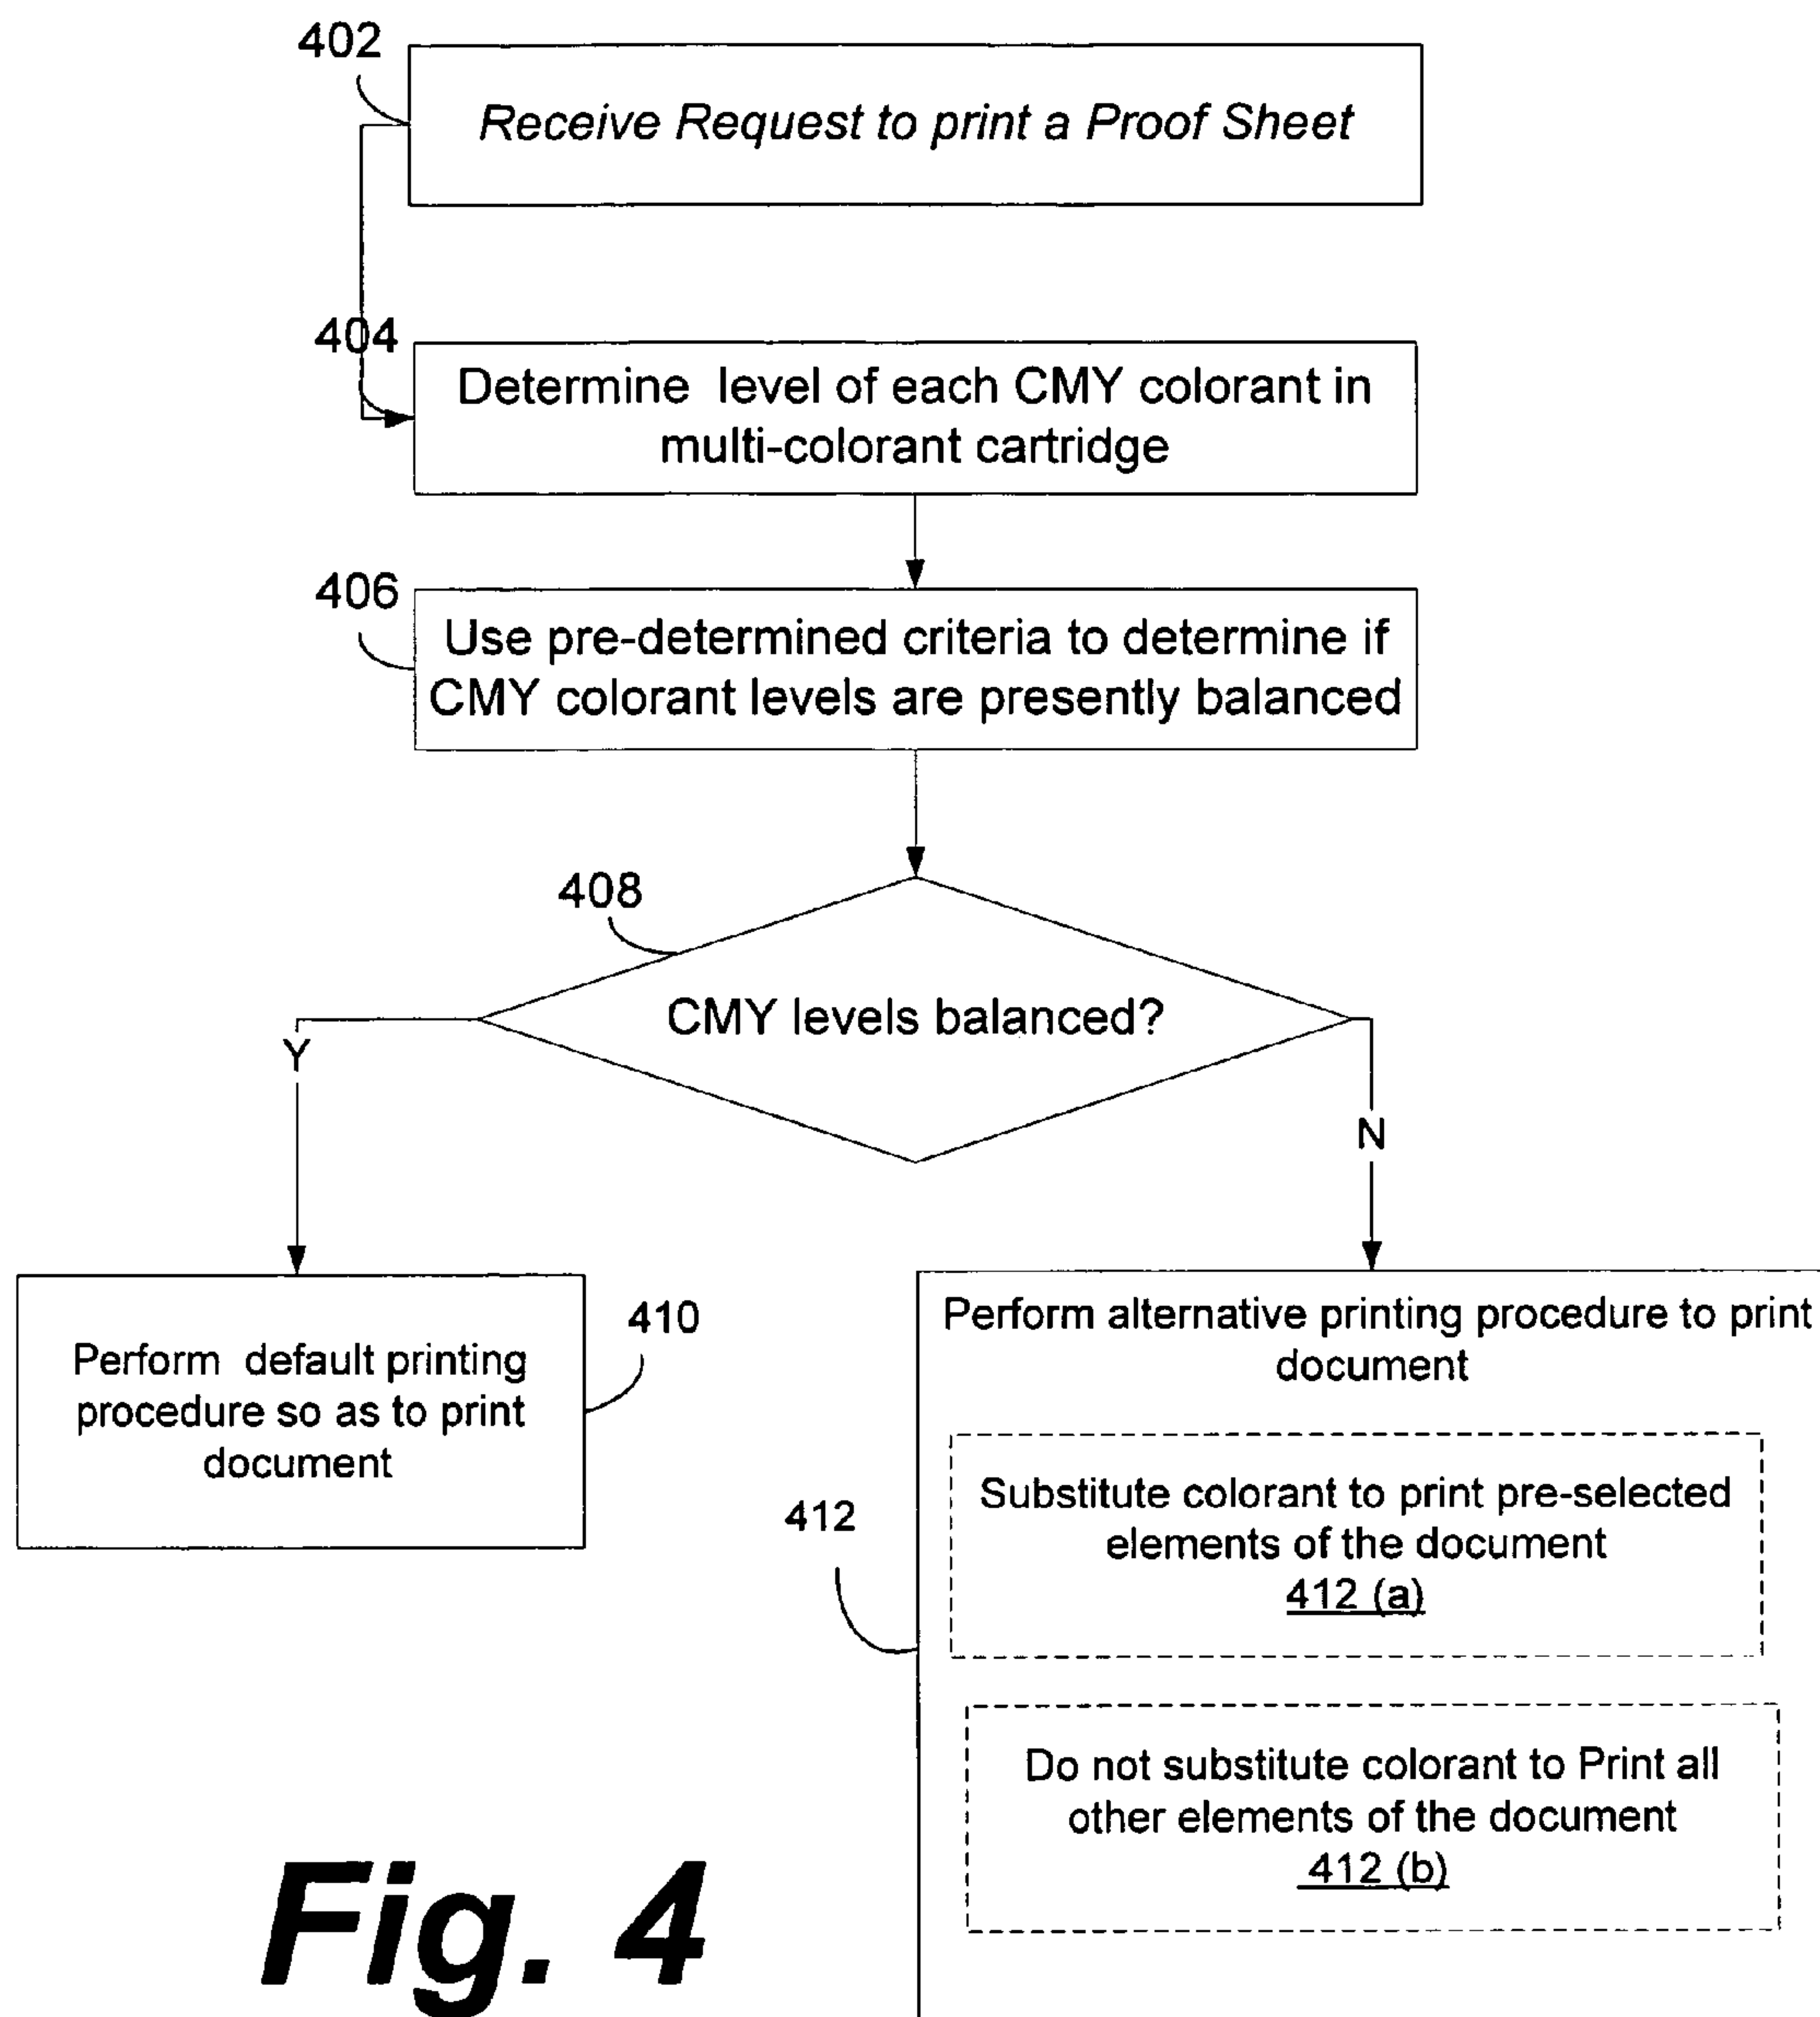 402
Receive Request to print a Proof Sheet
404
Determine level of each CMY colorant in
multi-colorant cartridge
406
Use pre-determined criteria to determine if
CMY colorant levels are presently balanced
408
CMY levels balanced?
Y
N
410
Perform default printing
procedure so as to print
document
Perform alternative printing procedure to print
document
412
Substitute colorant to print pre-selected
elements of the document
412 (a)
Do not substitute colorant to Print all
other elements of the document
412 (b)
Fig. 4